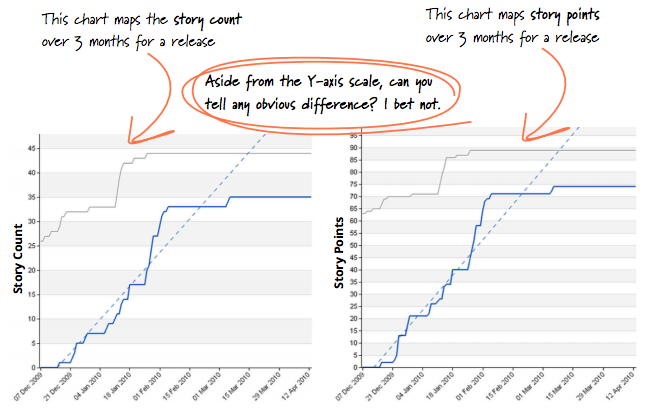 This chart maps the story count
over 3 months for a release
This chart maps story points
over 3 months for a release
Aside from the Y-axis scale, can you
tell any obvious difference? I bet not.
Story Count
45
40
35
30
25
20
15
10
5
0
07 Dec 2009
21 Dec 2009
04 Jan 2010
18 Jan 2010
01 Feb 2010
15 Feb 2010
01 Mar 2010
15 Mar 2010
29 Mar 2010
12 Apr 2010
Story Points
95
90
85
80
75
70
65
60
55
50
45
40
35
30
25
20
15
10
5
0
07 Dec 2009
21 Dec 2009
04 Jan 2010
18 Jan 2010
01 Feb 2010
15 Feb 2010
01 Mar 2010
15 Mar 2010
29 Mar 2010
12 Apr 2010